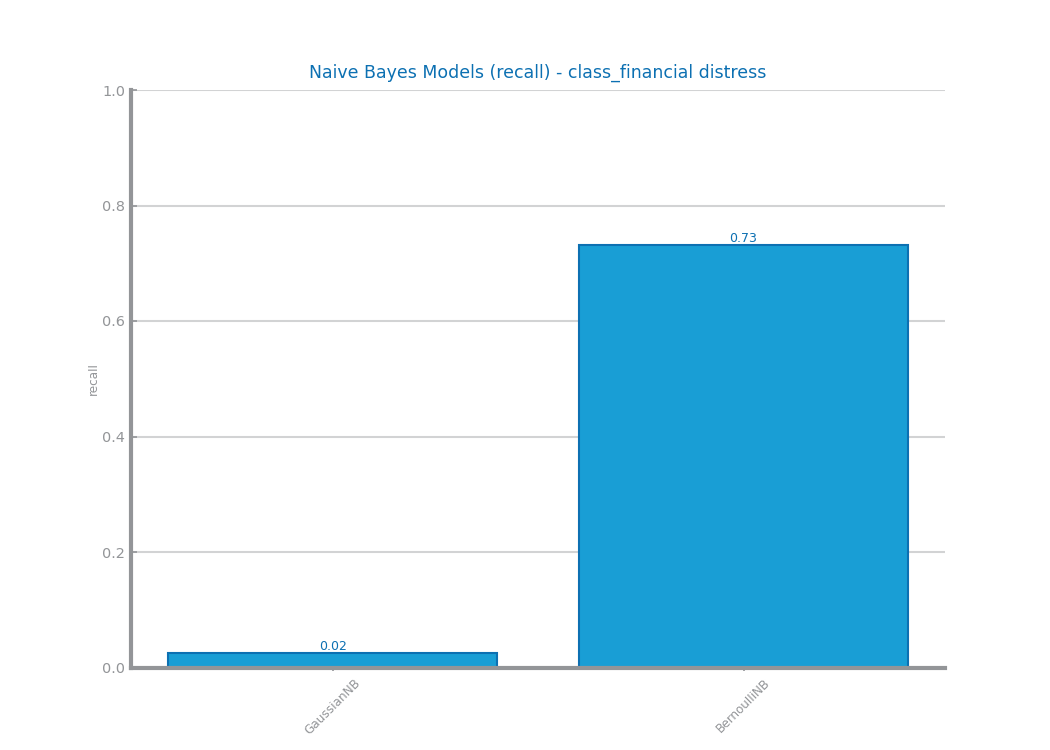 Naive Bayes Models (recall) - class_financial distress
1.0
0.8
0.6
0.4
0.2
0.0
recall
0.02
0.73
GaussianNB
BernoulliNB